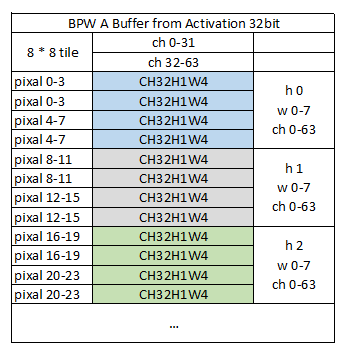 BPW A Buffer from Activation 32bit
8 * 8 tile
ch 0-31
ch 32-63
pixal 0-3 CH32H1W4
pixal 0-3 CH32H1W4
pixal 4-7 CH32H1W4
pixal 4-7 CH32H1W4
h 0
w 0-7
ch 0-63
pixal 8-11 CH32H1W4
pixal 8-11 CH32H1W4
pixal 12-15 CH32H1W4
pixal 12-15 CH32H1W4
h 1
w 0-7
ch 0-63
pixal 16-19 CH32H1W4
pixal 16-19 CH32H1W4
pixal 20-23 CH32H1W4
pixal 20-23 CH32H1W4
h 2
w 0-7
ch 0-63
...